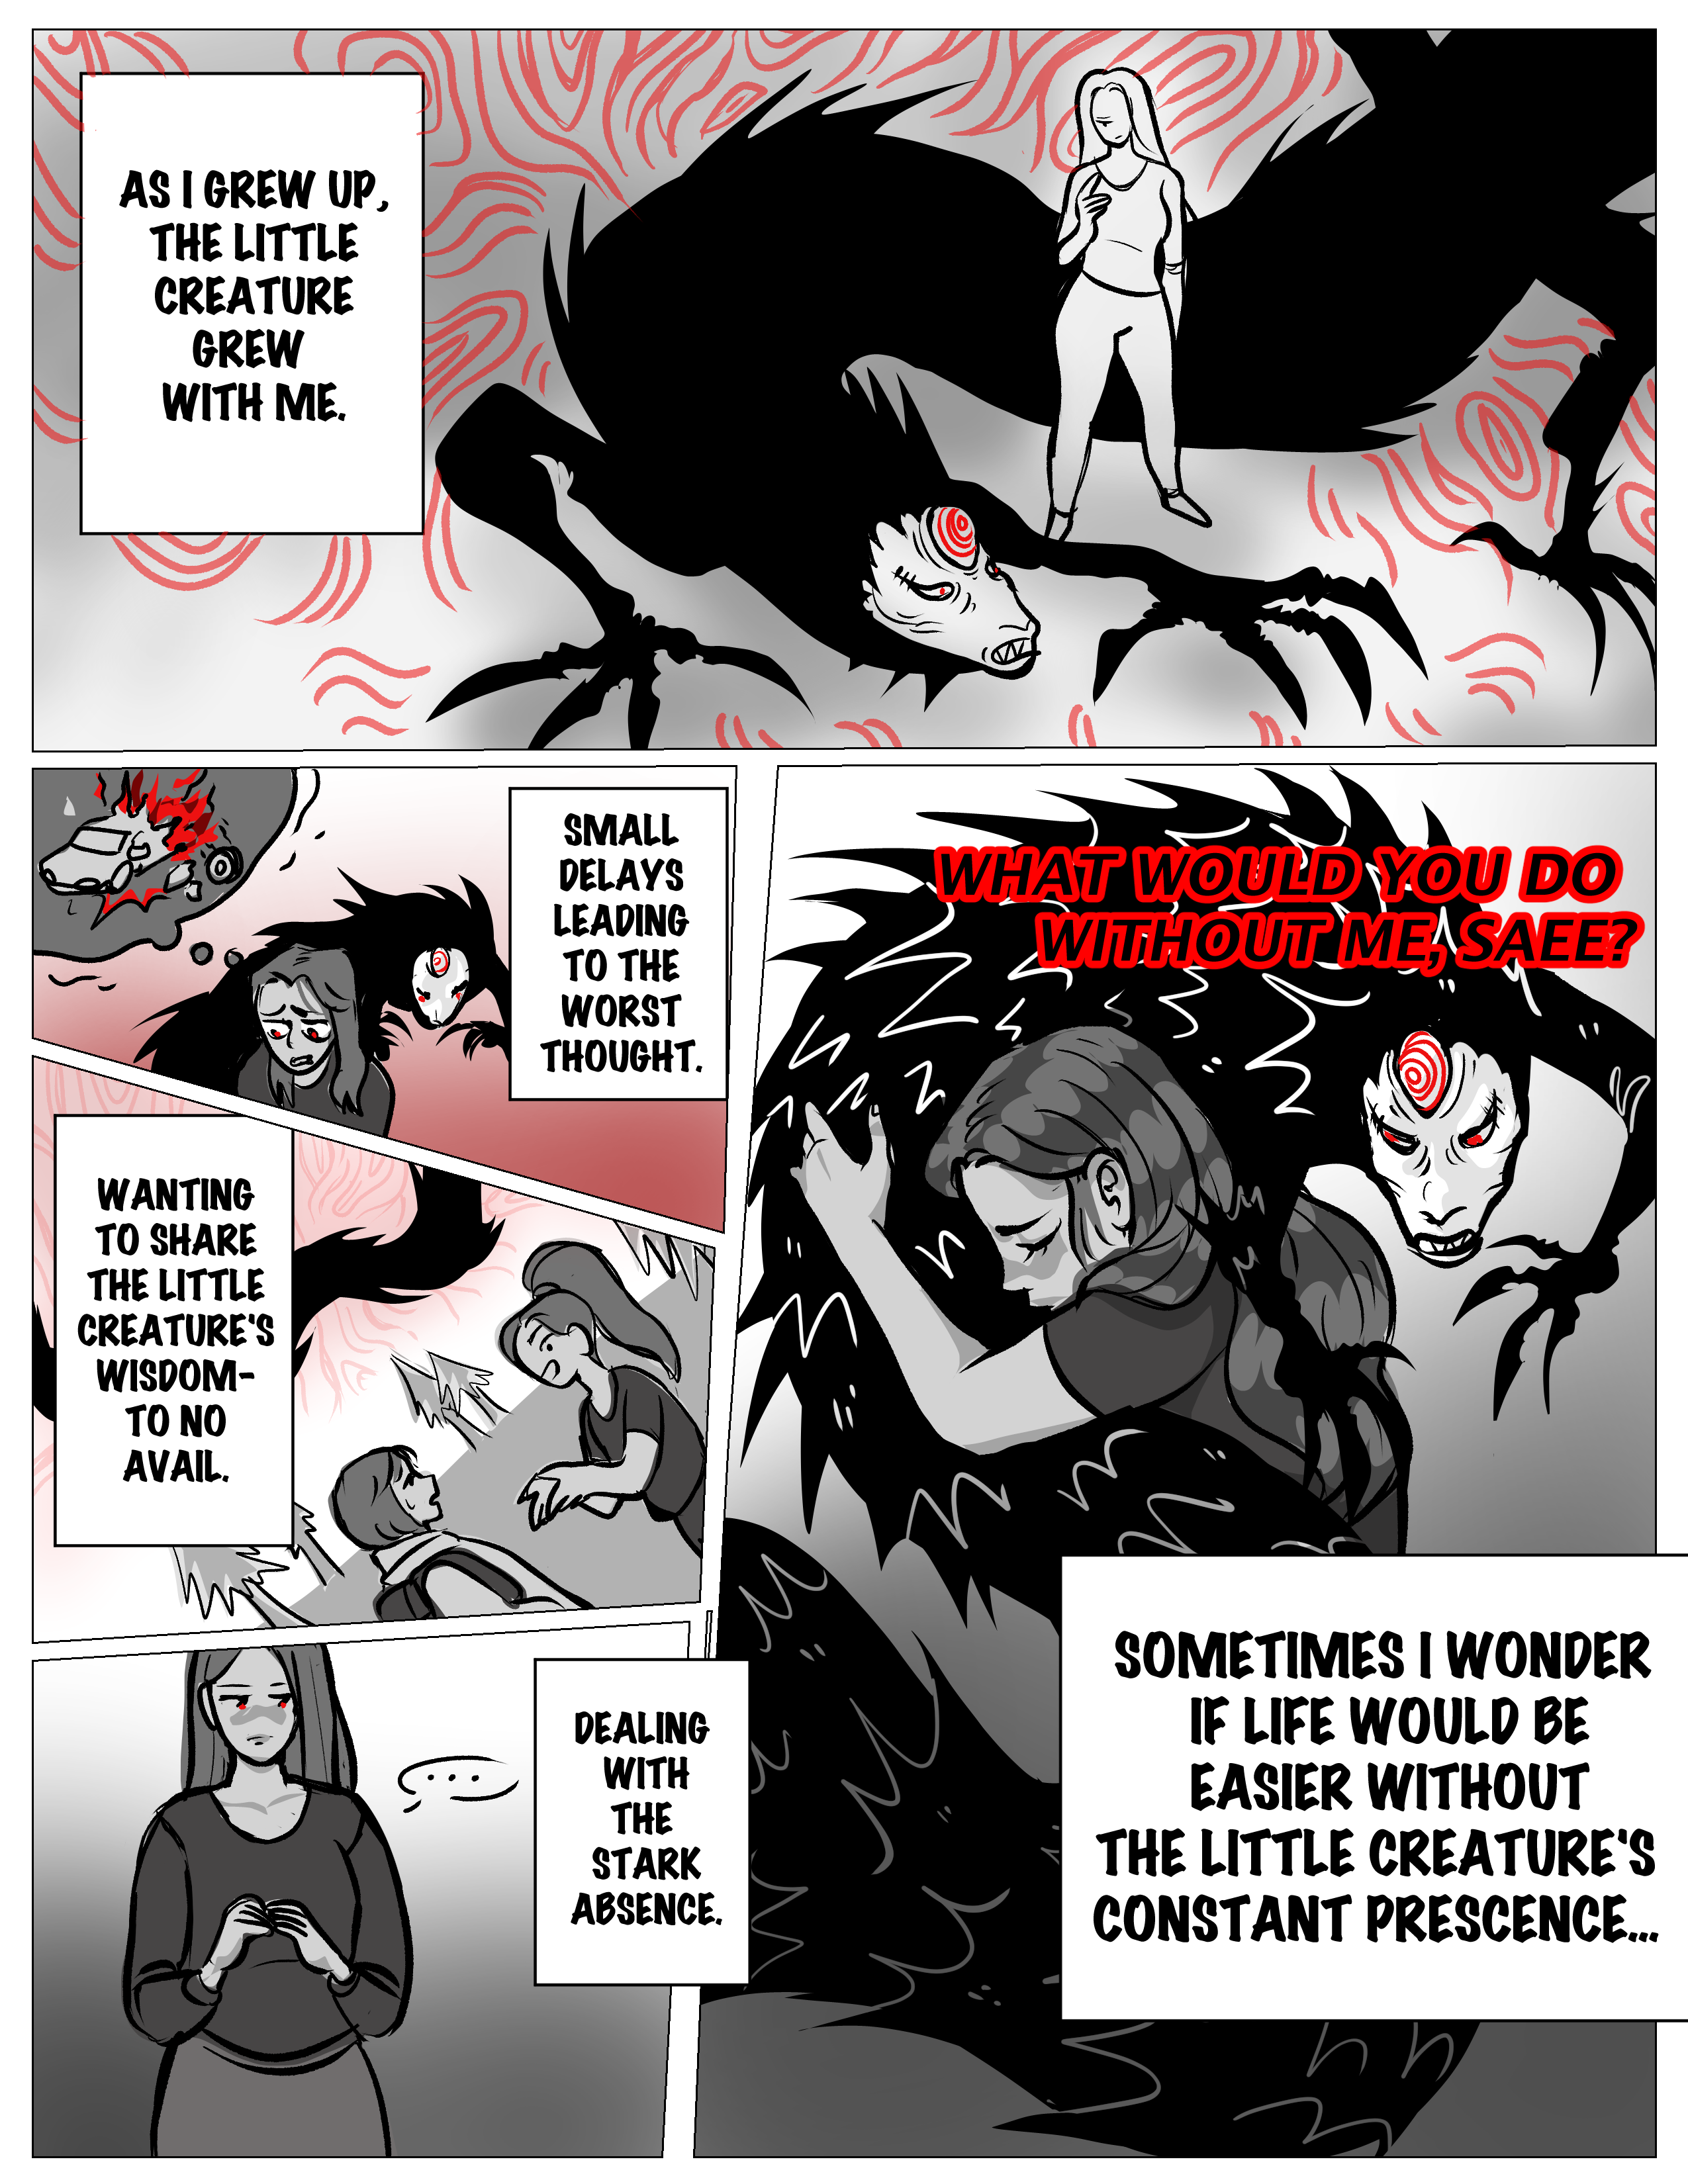 AS I GREW UP,
THE LITTLE
CREATURE
GREW
WITH ME.
SMALL
DELAYS
LEADING
TO THE
WORST
THOUGHT.
WANTING
TO SHARE
THE LITTLE
CREATURE'S
WISDOM-
TO NO
AVAIL.
...
DEALING
WITH
THE
STARK
ABSENCE.
WHAT WOULD YOU DO
WITHOUT ME, SAEE?
SOMETIMES I WONDER
IF LIFE WOULD BE
EASIER WITHOUT
THE LITTLE CREATURE'S
CONSTANT PRESCENCE...